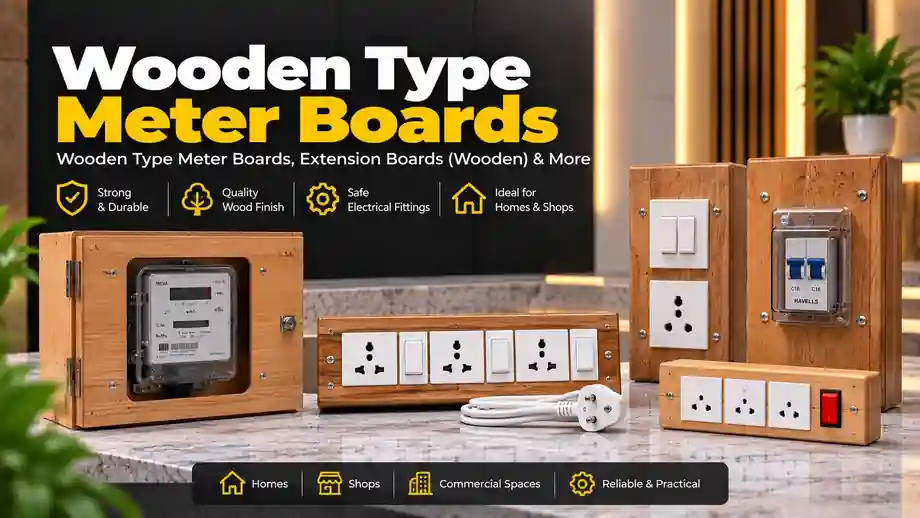 Wooden Type
Meter Boards
Wooden Type Meter Boards, Extension Boards (Wooden) & More
Strong
& Durable
Quality
Wood Finish
Safe
Electrical Fittings
Ideal for
Homes & Shops
C16 C16
HAVELLS
Homes
Shops
Commercial Spaces
Reliable & Practical